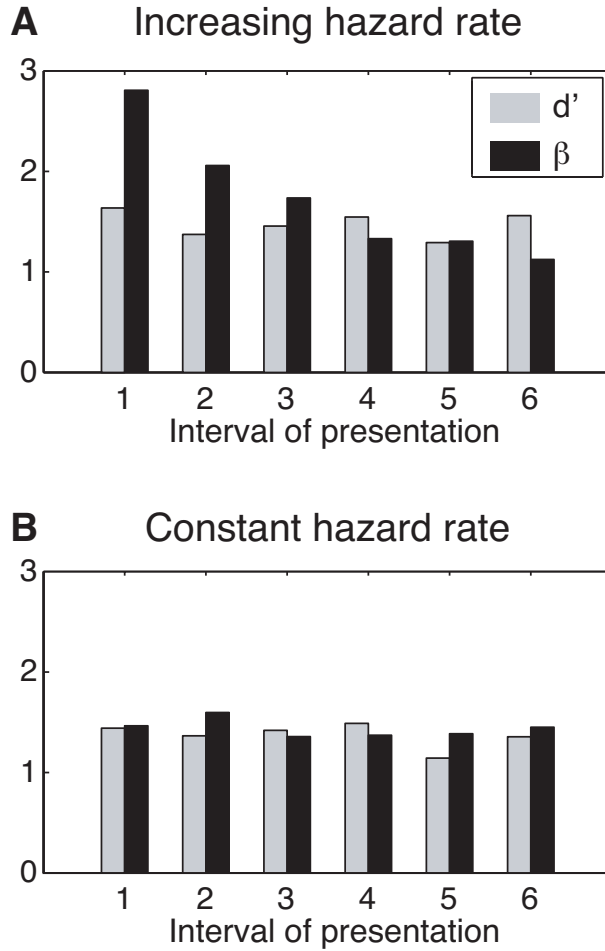 A Increasing hazard rate
3
d'
β
2
1
0
1 2 3 4 5 6
Interval of presentation
B Constant hazard rate
3
2
1
0
1 2 3 4 5 6
Interval of presentation